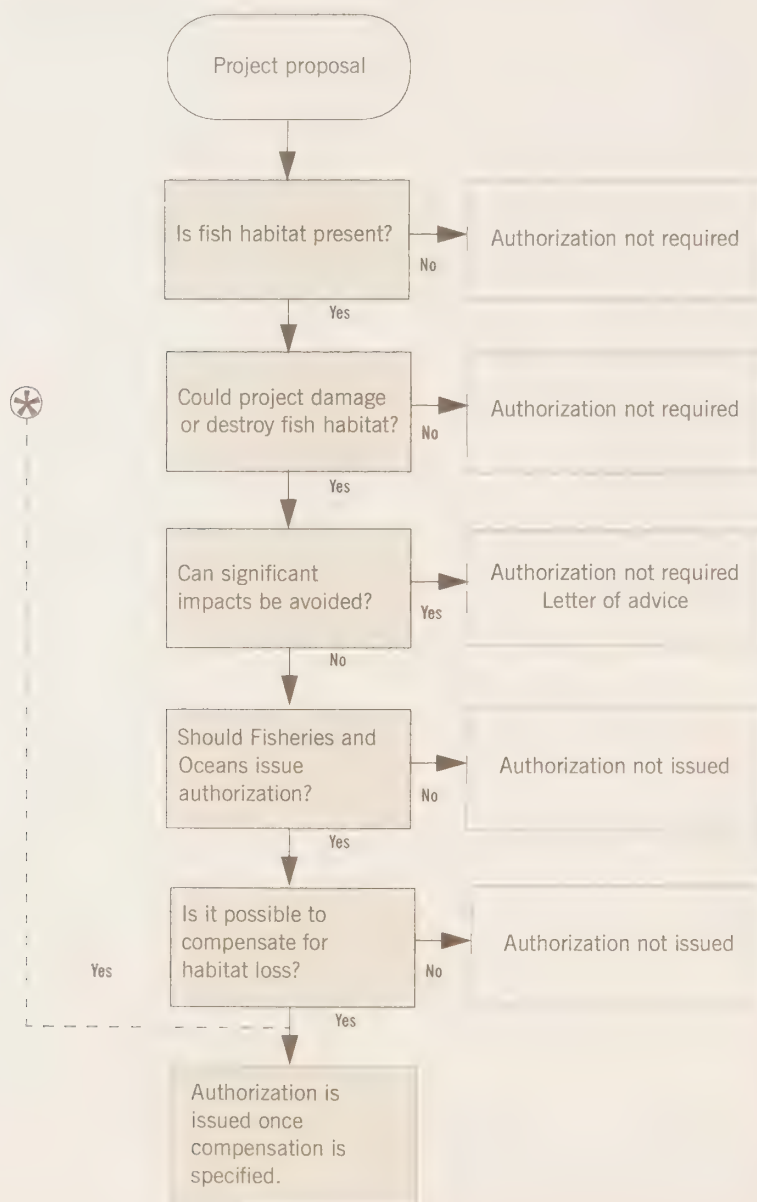 Project proposal
Is fish habitat present?
No
Authorization not required
Yes
Could project damage
or destroy fish habitat?
No
Authorization not required
Yes
Can significant
impacts be avoided?
Yes
Authorization not required
Letter of advice
No
Should Fisheries and
Oceans issue
authorization?
No
Authorization not issued
Yes
Is it possible to
compensate for
habitat loss?
No
Authorization not issued
Yes
Yes
Authorization is
issued once
compensation is
specified.